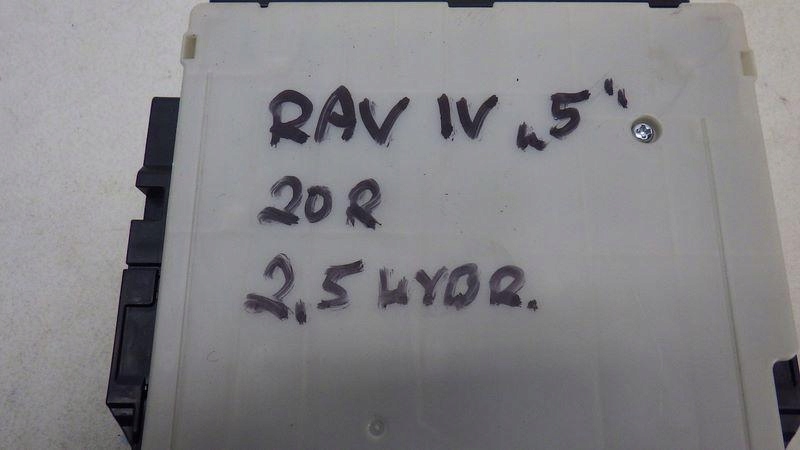 RAV IV „5"
20R
2,5 HYBR.